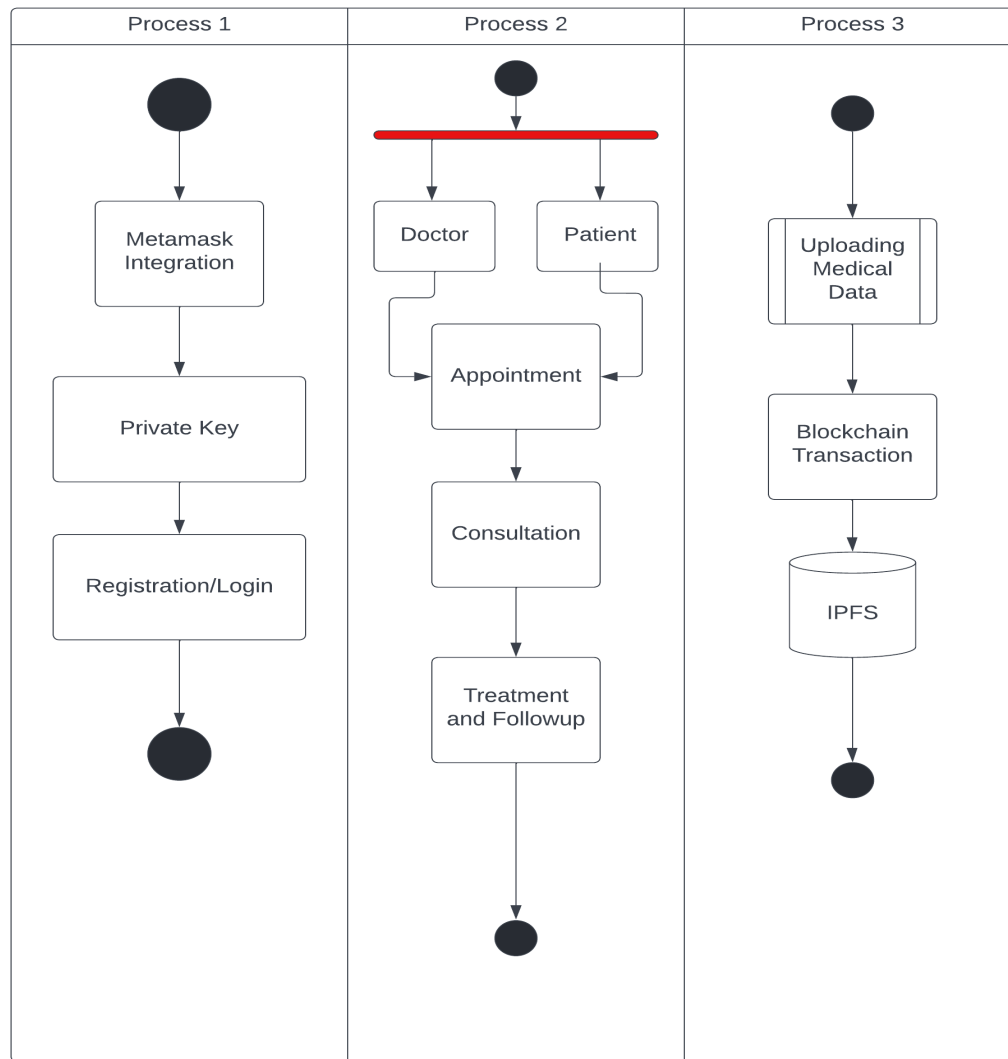 Process 1
Process 2
Process 3
Metamask
Integration
Private Key
Registration/Login
Doctor
Patient
Appointment
Consultation
Treatment
and Followup
Uploading
Medical
Data
Blockchain
Transaction
IPFS